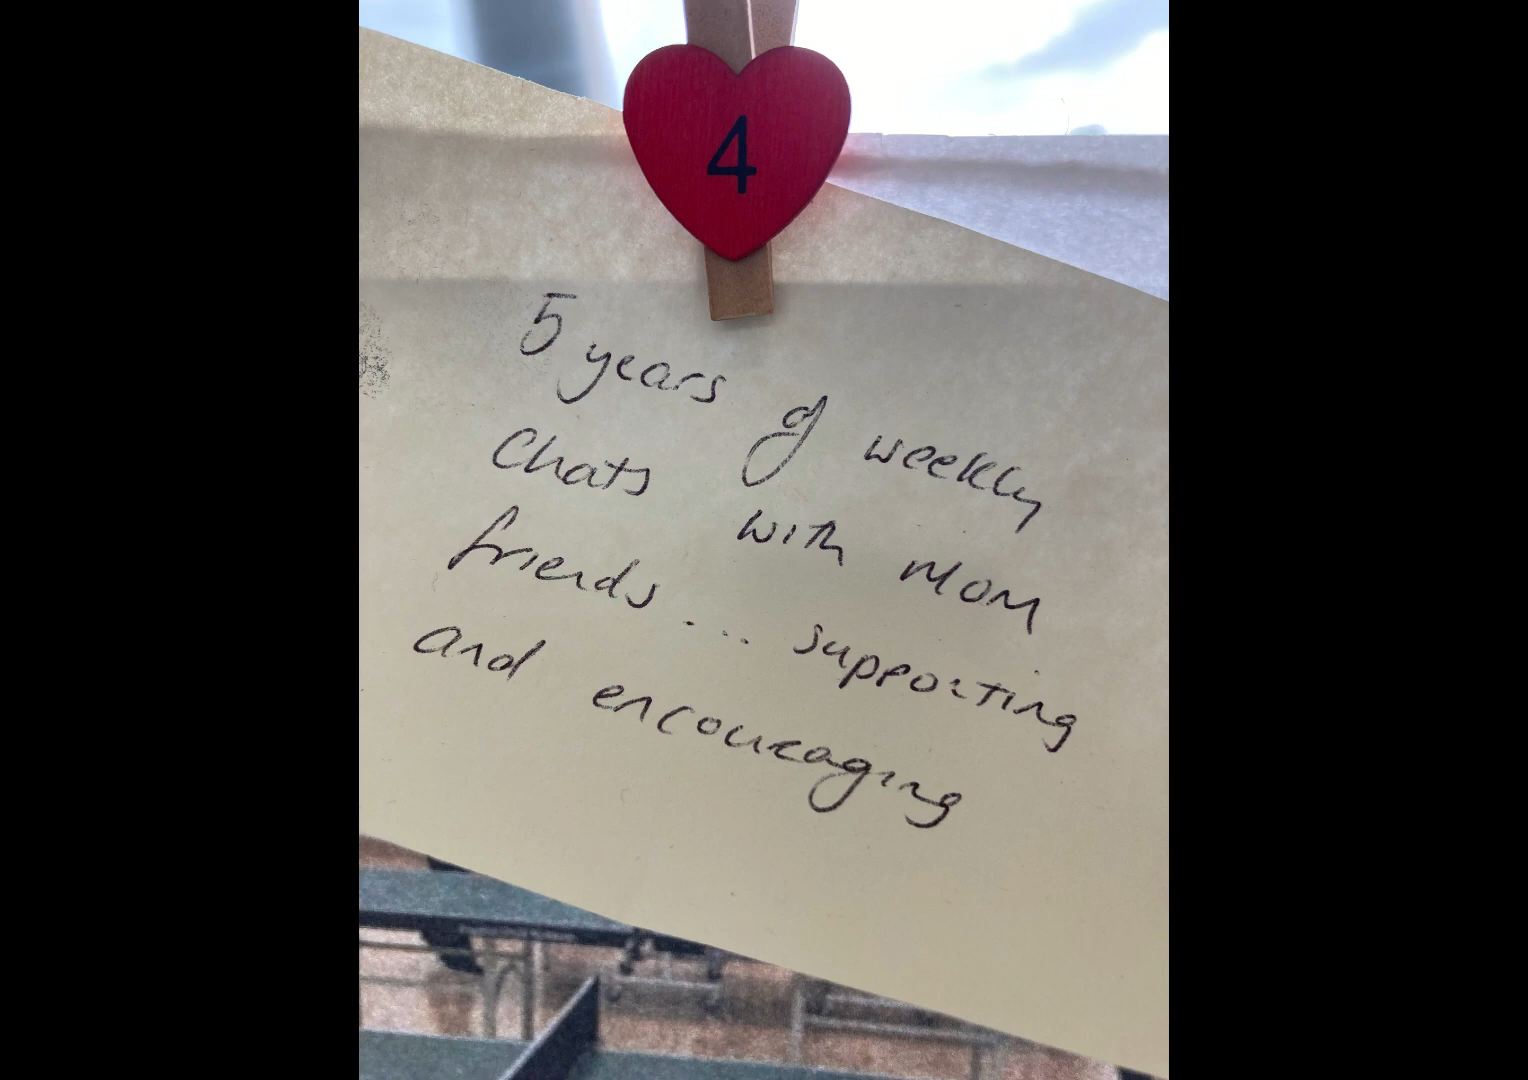 4
5 years of weekly
Chats with Mom
friends... supporting
and encouraging